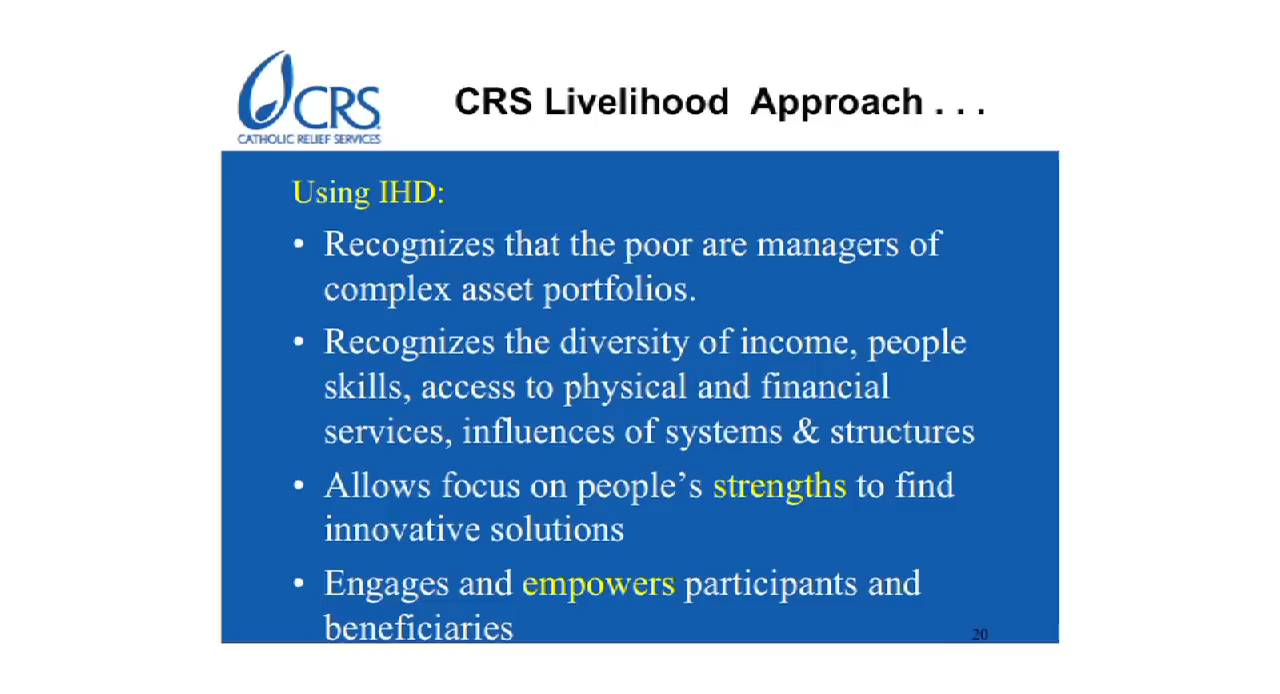 CRS
CATHOLIC RELIEF SERVICES
CRS Livelihood Approach . . .
Using IHD:
• Recognizes that the poor are managers of
complex asset portfolios.
• Recognizes the diversity of income, people
skills, access to physical and financial
services, influences of systems & structures
• Allows focus on people’s strengths to find
innovative solutions
• Engages and empowers participants and
beneficiaries
20